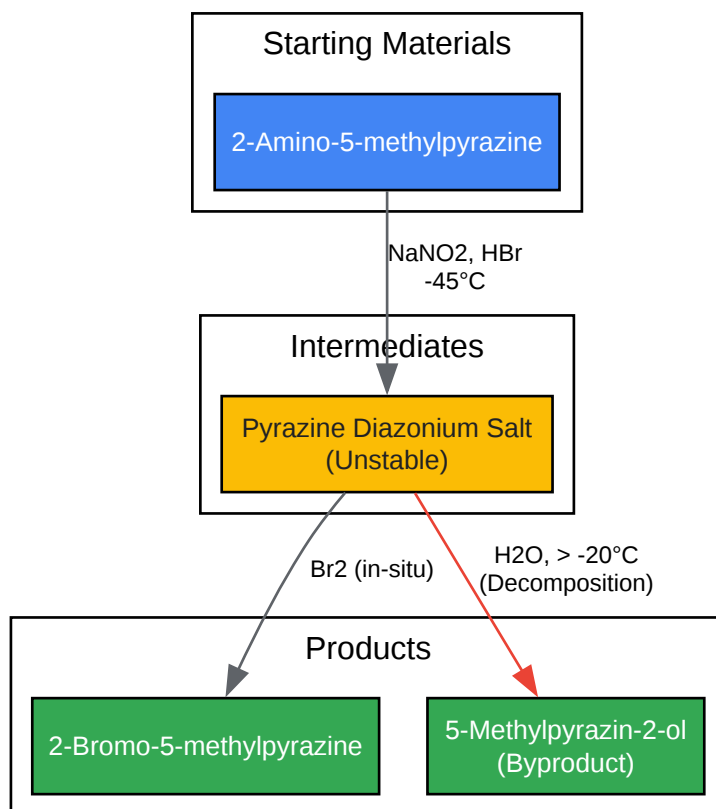 Starting Materials
2-Amino-5-methylpyrazine
NaNO2, HBr
-45°C
Intermediates
Pyrazine Diazonium Salt
(Unstable)
Br2 (in-situ)
H2O, > -20°C
(Decomposition)
Products
2-Bromo-5-methylpyrazine
5-Methylpyrazin-2-ol
(Byproduct)